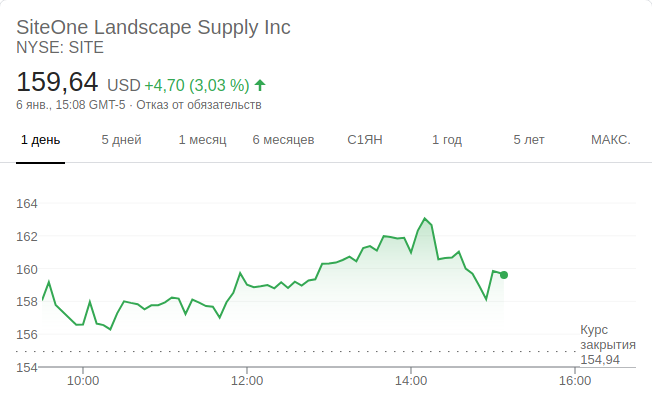 SiteOne Landscape Supply Inc
NYSE: SITE
159,64 USD +4,70 (3,03 %)
6 янв., 15:08 GMT-5 · Отказ от обязательств
1 день 5 дней 1 месяц 6 месяцев С1ЯН 1 год 5 лет МАКС.
164
162
160
158
156
Курс
закрытия
154,94
154
10:00 12:00 14:00 16:00